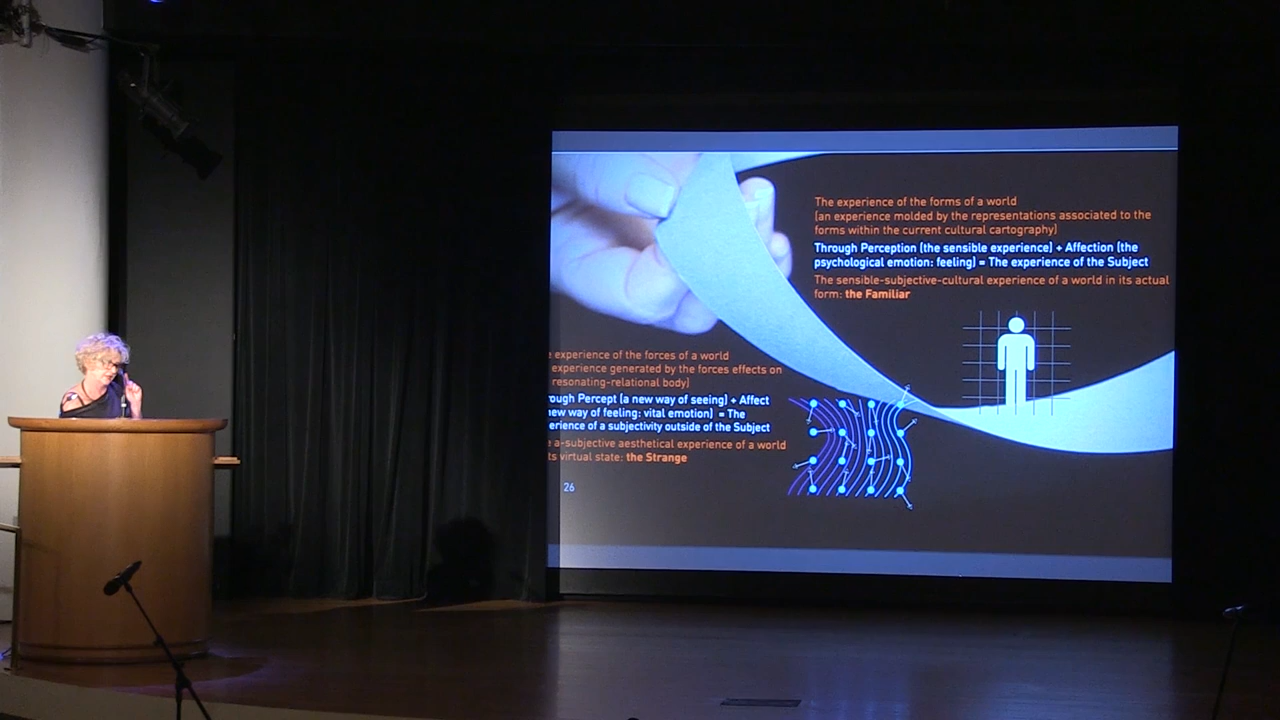 The experience of the forms of a world
(an experience molded by the representations associated to the
forms within the current cultural cartography)
Through Perception (the sensible experience) + Affection (the
psychological emotion: feeling) = The experience of the Subject
The sensible-subjective-cultural experience of a world in its actual
form: the Familiar
experience of the forces of a world
experience generated by the forces effects on
resonating-relational body)
Percept (a new way of seeing) + Affect
new way of feeling: vital emotion) = The
of a subjectivity outside of the Subject
a-subjective aesthetical experience of a world
virtual state: the Strange
26